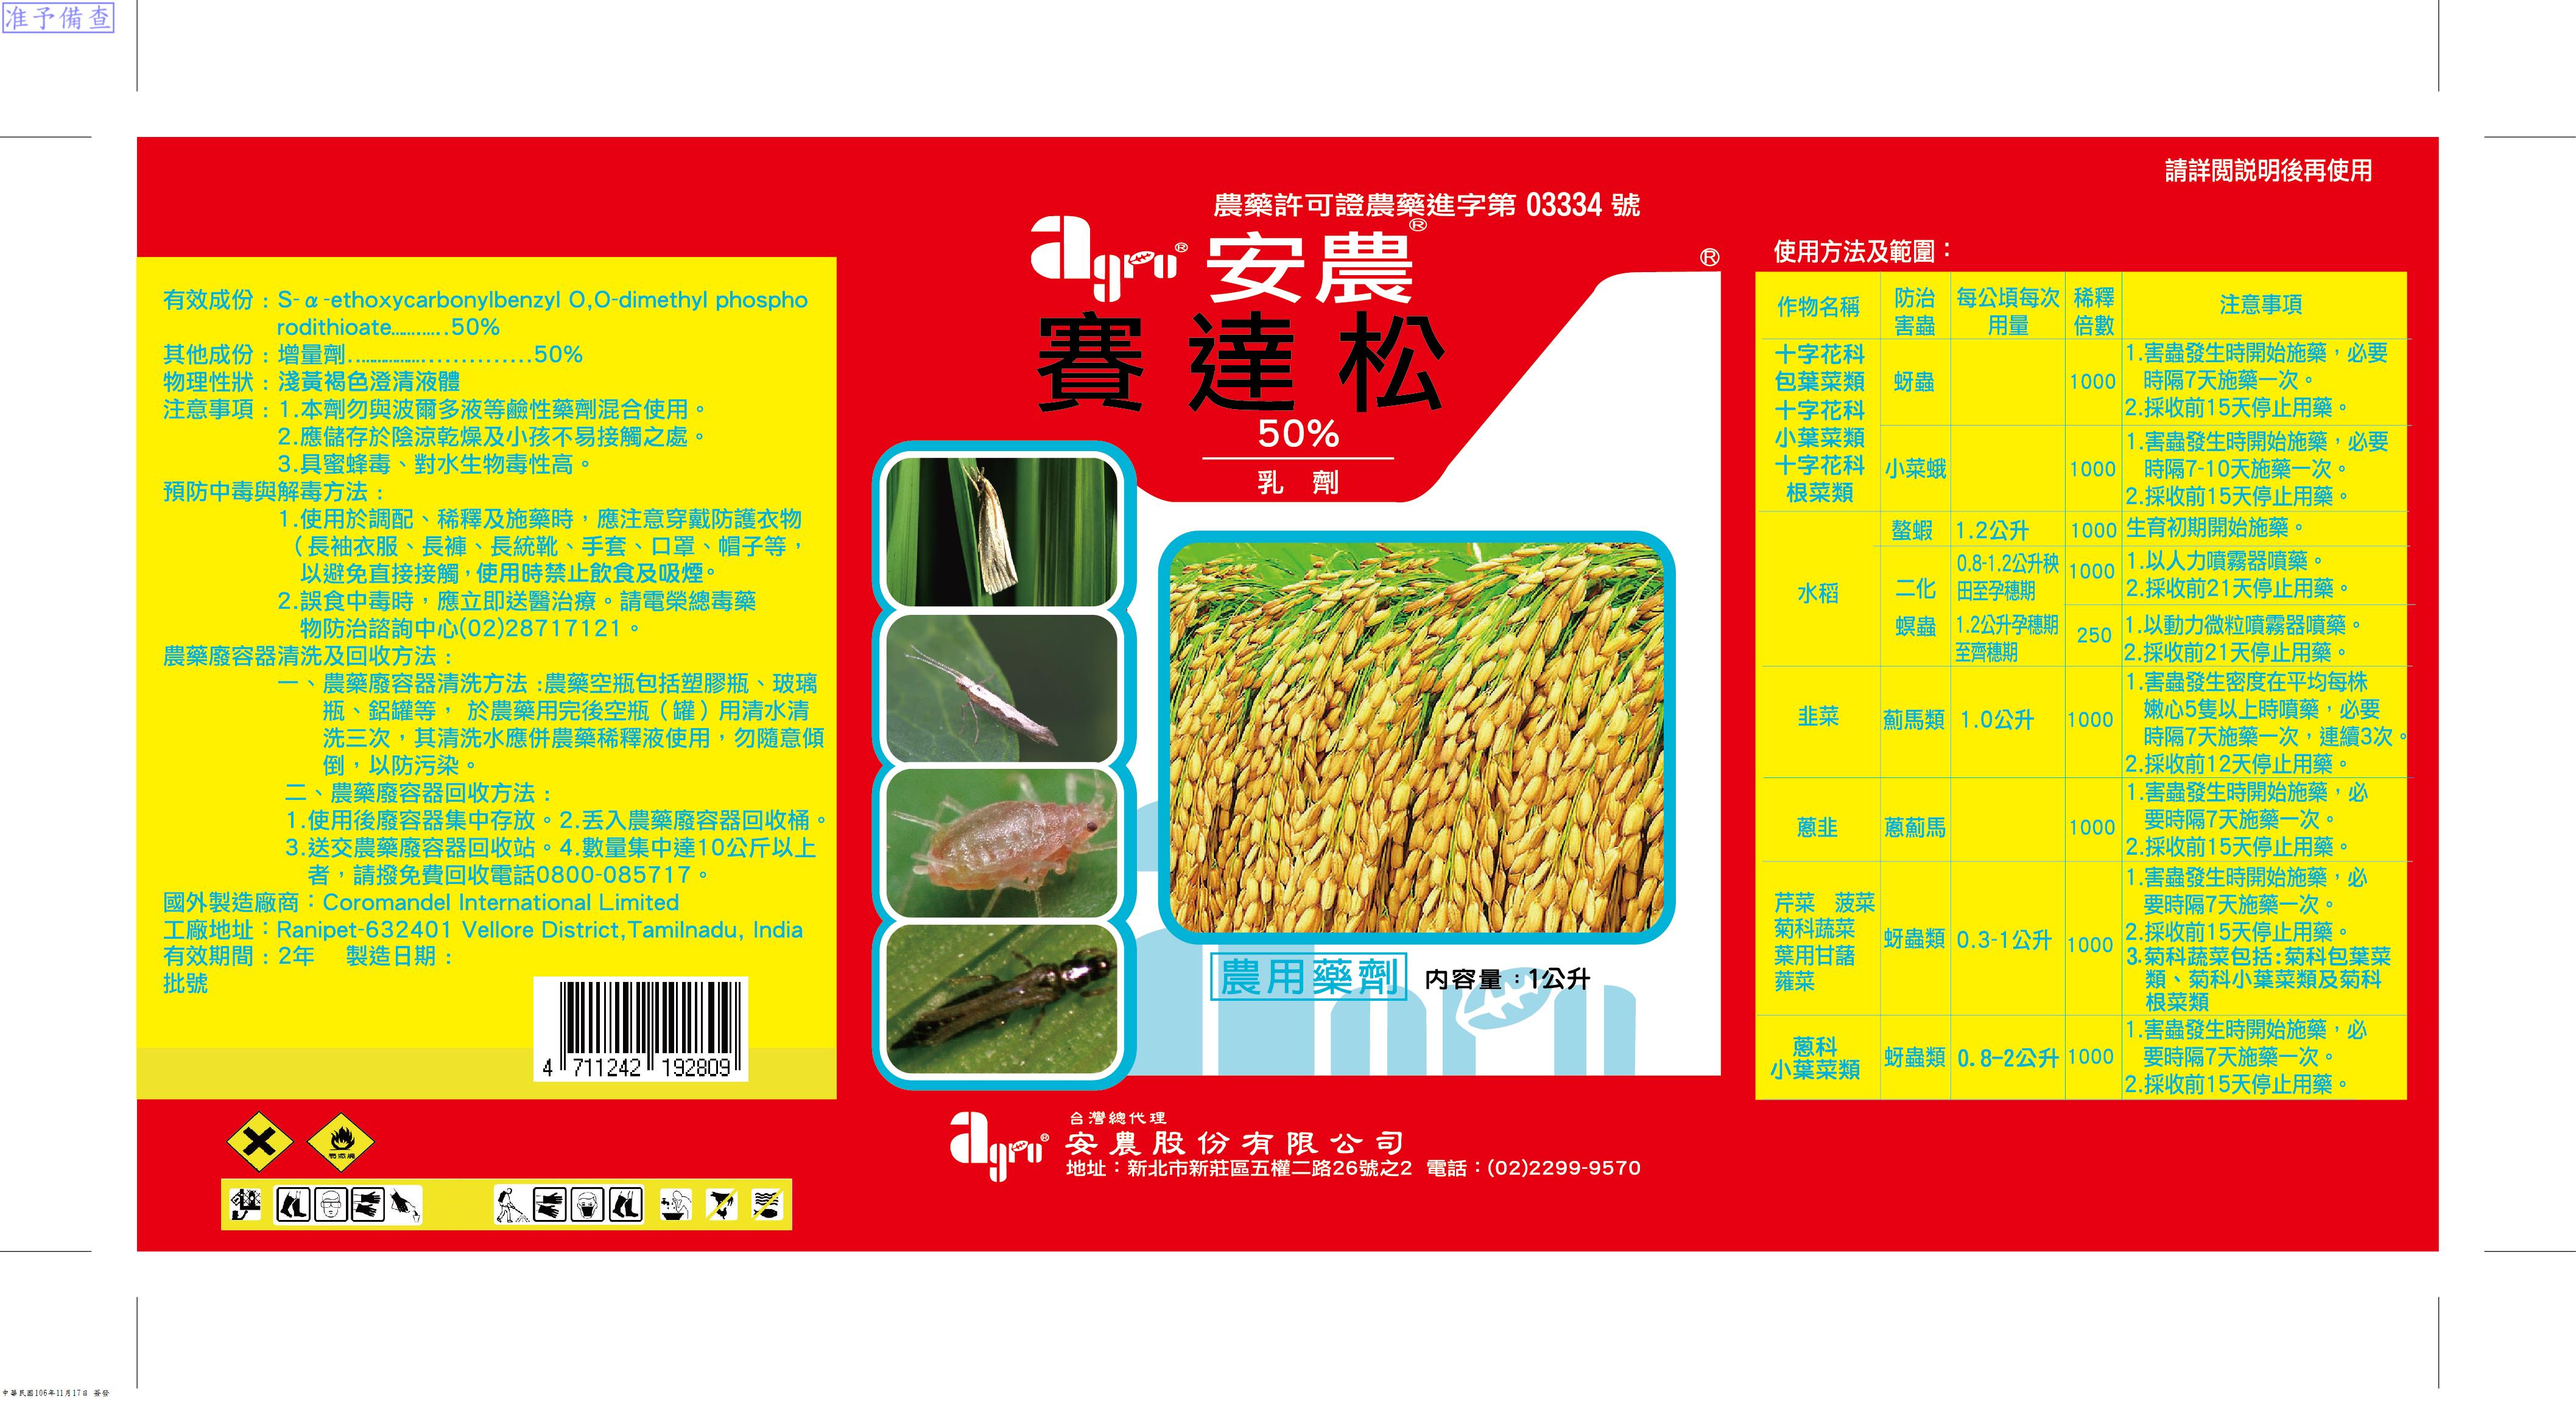 准予備查
請詳閱說明後再使用
農藥許可證農藥進字第 03334 號
agro® 安農®
®
賽達松
50%
乳 劑
農用藥劑
內容量：1公升
台灣總代理
agro® 安農股份有限公司
地址：新北市新莊區五權二路26號之2 電話：(02)2299-9570
有效成份：S-α-ethoxycarbonylbenzyl O,O-dimethyl phospho
rodithioate...........50%
其他成份：增量劑............................50%
物理性狀：淺黃褐色澄清液體
注意事項：1.本劑勿與波爾多液等鹼性藥劑混合使用。
2.應儲存於陰涼乾燥及小孩不易接觸之處。
3.具蜜蜂毒、對水生物毒性高。
預防中毒與解毒方法：
1.使用於調配、稀釋及施藥時，應注意穿戴防護衣物
（長袖衣服、長褲、長統靴、手套、口罩、帽子等，
以避免直接接觸，使用時禁止飲食及吸煙。
2.誤食中毒時，應立即送醫治療。請電榮總毒藥
物防治諮詢中心(02)28717121。
農藥廢容器清洗及回收方法：
一、農藥廢容器清洗方法：農藥空瓶包括塑膠瓶、玻璃
瓶、鋁罐等， 於農藥用完後空瓶（罐）用清水清
洗三次，其清洗水應併農藥稀釋液使用，勿隨意傾
倒，以防污染。
二、農藥廢容器回收方法：
1.使用後廢容器集中存放。2.丟入農藥廢容器回收桶。
3.送交農藥廢容器回收站。4.數量集中達10公斤以上
者，請撥免費回收電話0800-085717。
國外製造廠商：Coromandel International Limited
工廠地址：Ranipet-632401 Vellore District,Tamilnadu, India
有效期間：2年 製造日期：
批號
4 711242 192809
使用方法及範圍：
作物名稱 防治害蟲 每公頃每次用量 稀釋倍數 注意事項
十字花科
包葉菜類
十字花科
小葉菜類
十字花科
根菜類
蚜蟲 1000
1.害蟲發生時開始施藥，必要
時隔7天施藥一次。
2.採收前15天停止用藥。
小菜蛾 1000
1.害蟲發生時開始施藥，必要
時隔7-10天施藥一次。
2.採收前15天停止用藥。
水稻
螯蝦 1.2公升 1000 生育初期開始施藥。
二化
螟蟲
0.8-1.2公升秧
田至孕穗期
1000
1.以人力噴霧器噴藥。
2.採收前21天停止用藥。
1.2公升孕穗期
至齊穗期
250
1.以動力微粒噴霧器噴藥。
2.採收前21天停止用藥。
韭菜 薊馬類 1.0公升 1000
1.害蟲發生密度在平均每株
嫩心5隻以上時噴藥，必要
時隔7天施藥一次，連續3次。
2.採收前12天停止用藥。
蔥韭 蔥薊馬 1000
1.害蟲發生時開始施藥，必
要時隔7天施藥一次。
2.採收前15天停止用藥。
芹菜 菠菜
菊科蔬菜
葉用甘藷
蕹菜
蚜蟲類 0.3-1公升 1000
1.害蟲發生時開始施藥，必
要時隔7天施藥一次。
2.採收前15天停止用藥。
3.菊科蔬菜包括：菊科包葉菜
類、菊科小葉菜類及菊科
根菜類
蔥科
小葉菜類
蚜蟲類 0.8-2公升 1000
1.害蟲發生時開始施藥，必
要時隔7天施藥一次。
2.採收前15天停止用藥。
中華民國106年11月17日 簽發